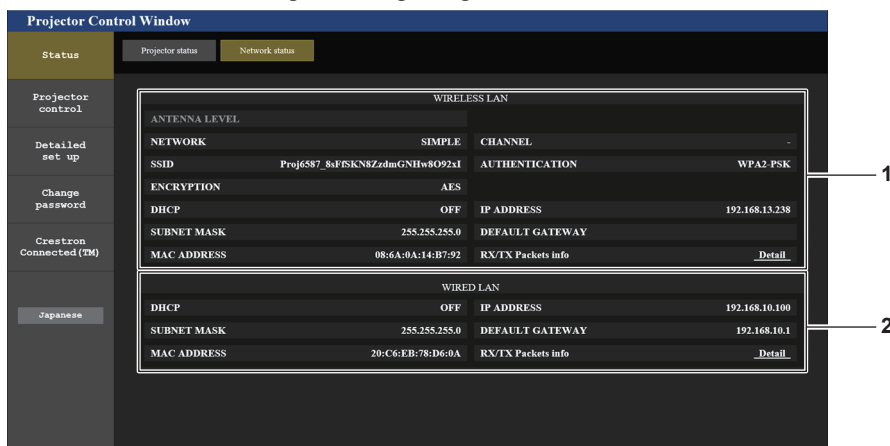 Projector Control Window
Status
Projector status
Network status
Projector
control
Detailed
set up
Change
password
Crestron
Connected(TM)
Japanese
WIRELESS LAN
ANTENNA LEVEL
NETWORK SIMPLE CHANNEL -
SSID Proj6587_8sFfSKN8ZzdmGNHw8O92xI AUTHENTICATION WPA2-PSK
ENCRYPTION AES
DHCP OFF IP ADDRESS 192.168.13.238
SUBNET MASK 255.255.255.0 DEFAULT GATEWAY
MAC ADDRESS 08:6A:0A:14:B7:92 RX/TX Packets info Detail
1
WIRED LAN
DHCP OFF IP ADDRESS 192.168.10.100
SUBNET MASK 255.255.255.0 DEFAULT GATEWAY 192.168.10.1
MAC ADDRESS 20:C6:EB:78:D6:0A RX/TX Packets info Detail
2